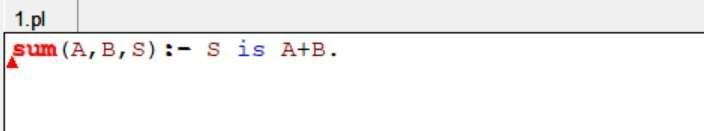 1.pl
sum(A,B,S):- S is A+B.